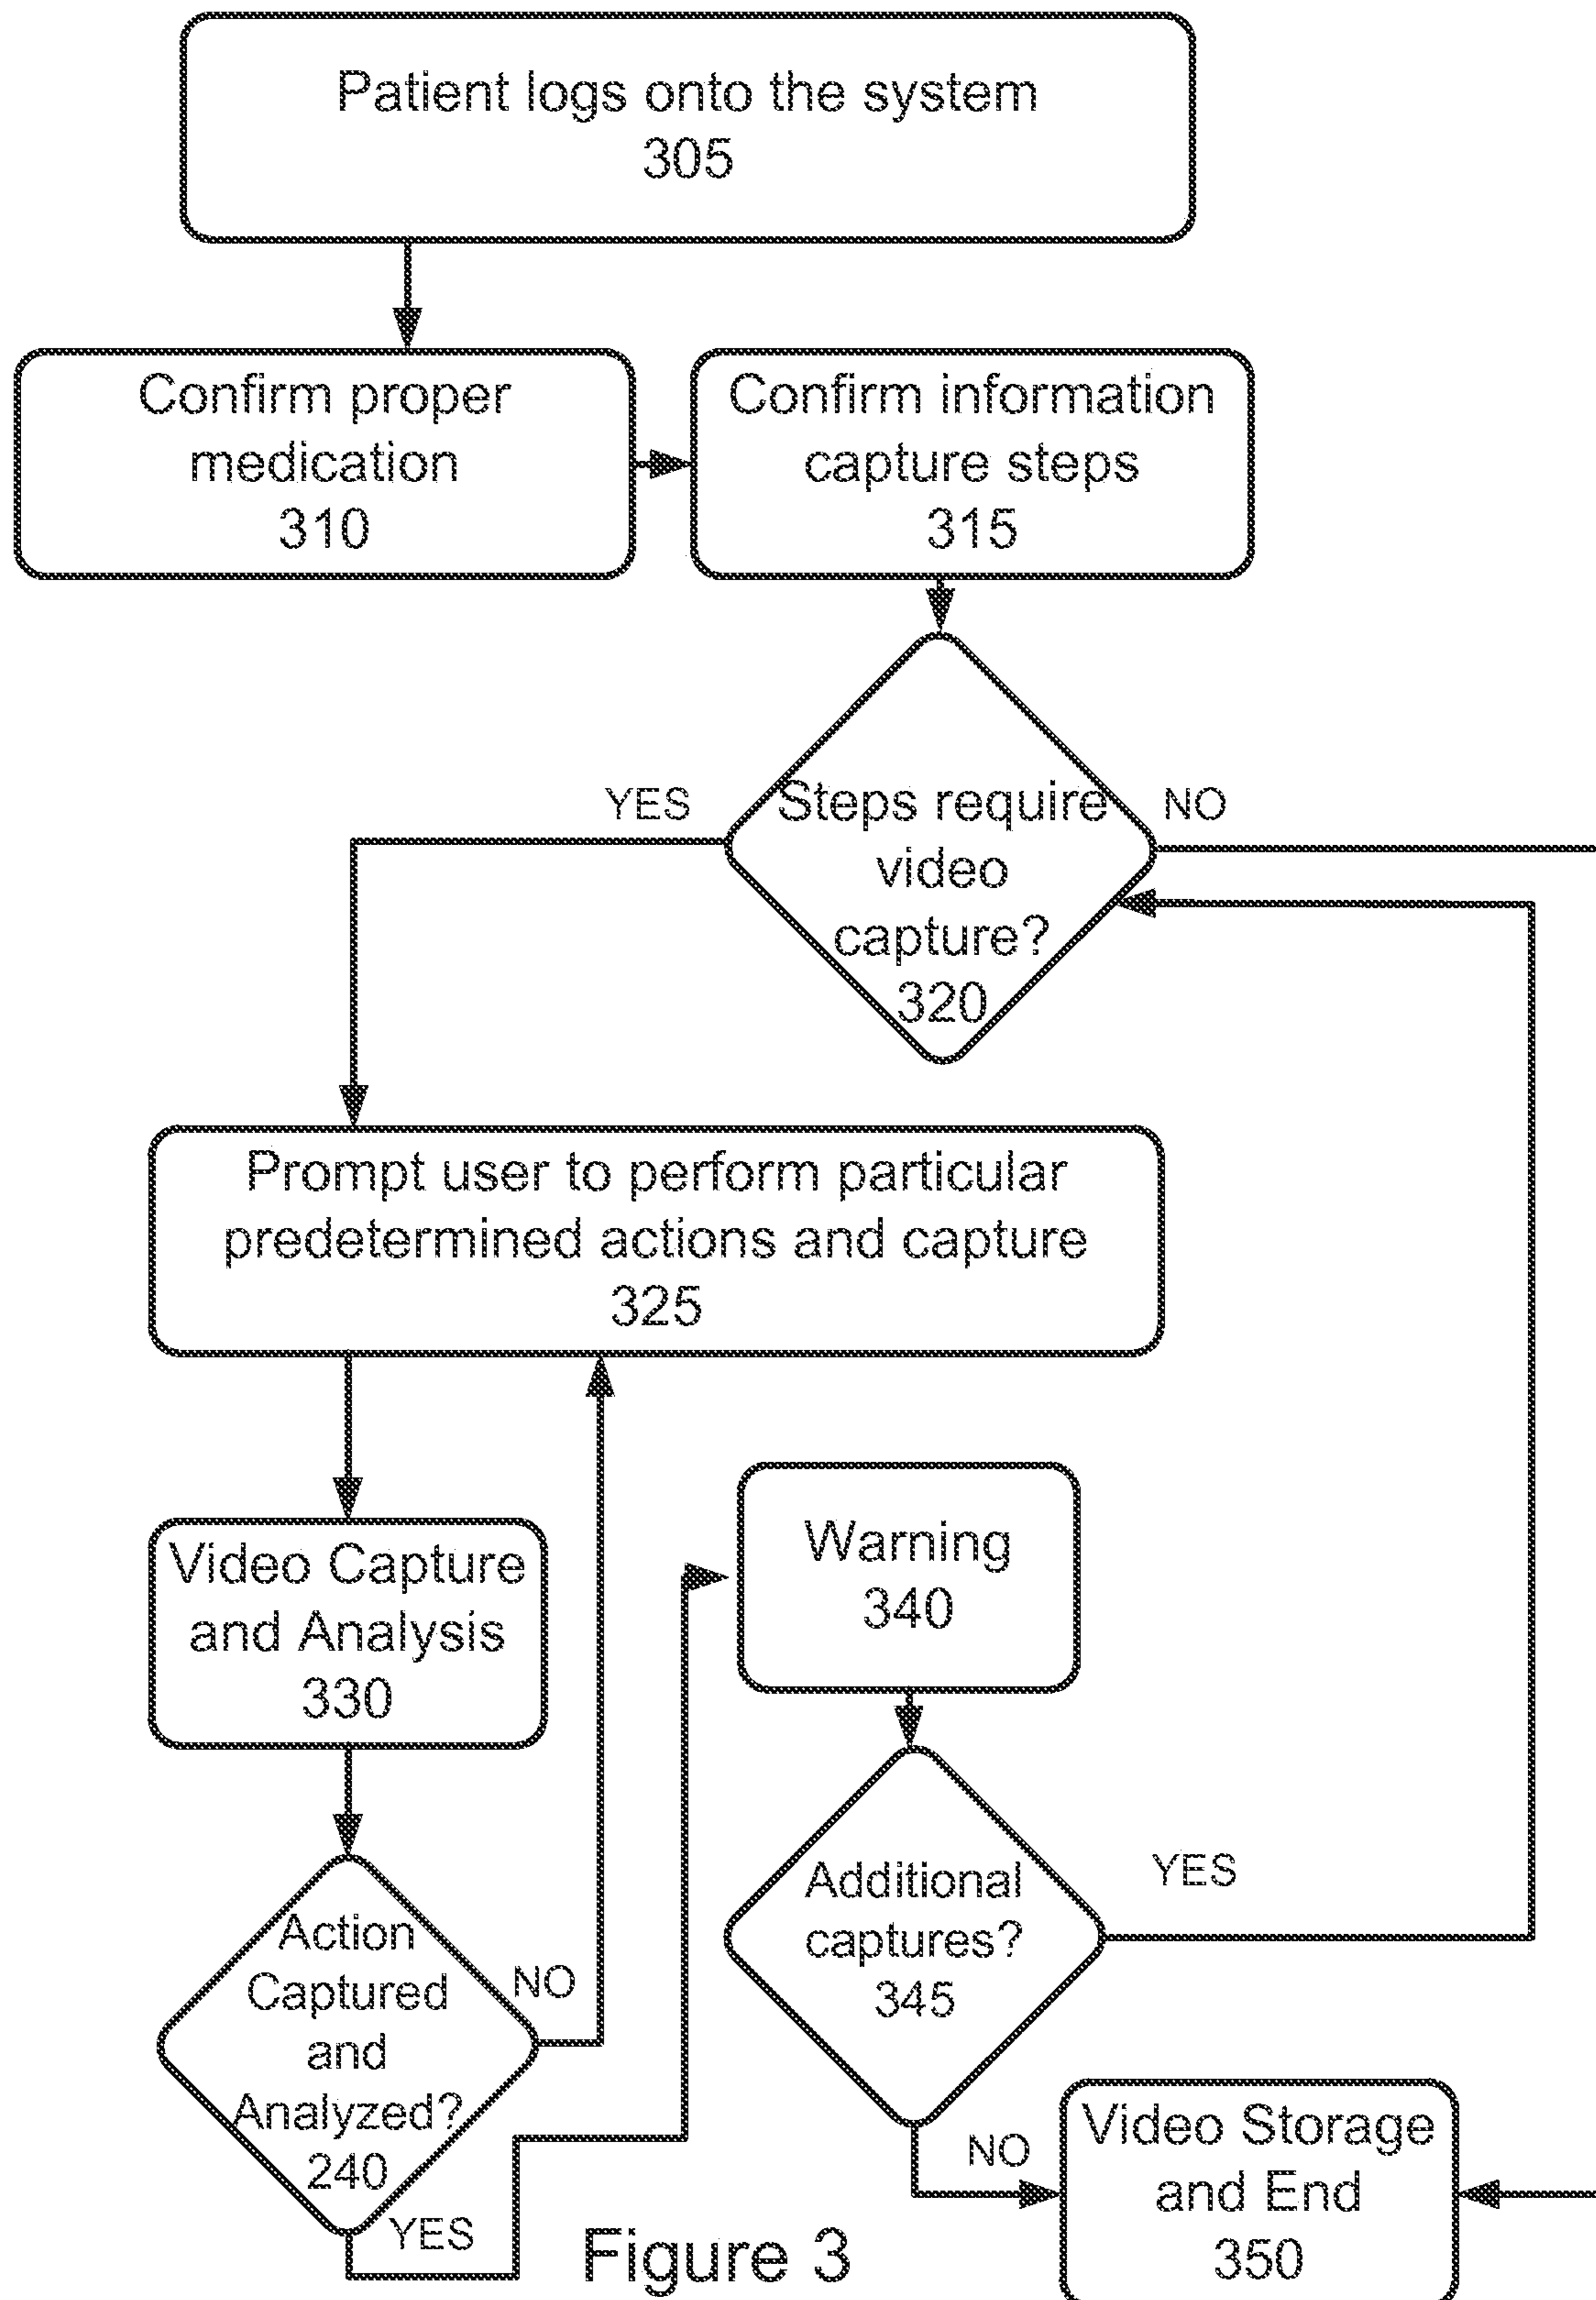 Patient logs onto the system
305
Confirm proper
medication
310
Confirm information
capture steps
315
YES
Steps require
video
capture?
320
NO
Prompt user to perform particular
predetermined actions and capture
325
Video Capture
and Analysis
330
Warning
340
Action
Captured
and
Analyzed?
240
NO
YES
Additional
captures?
345
YES
NO
Video Storage
and End
350
Figure 3